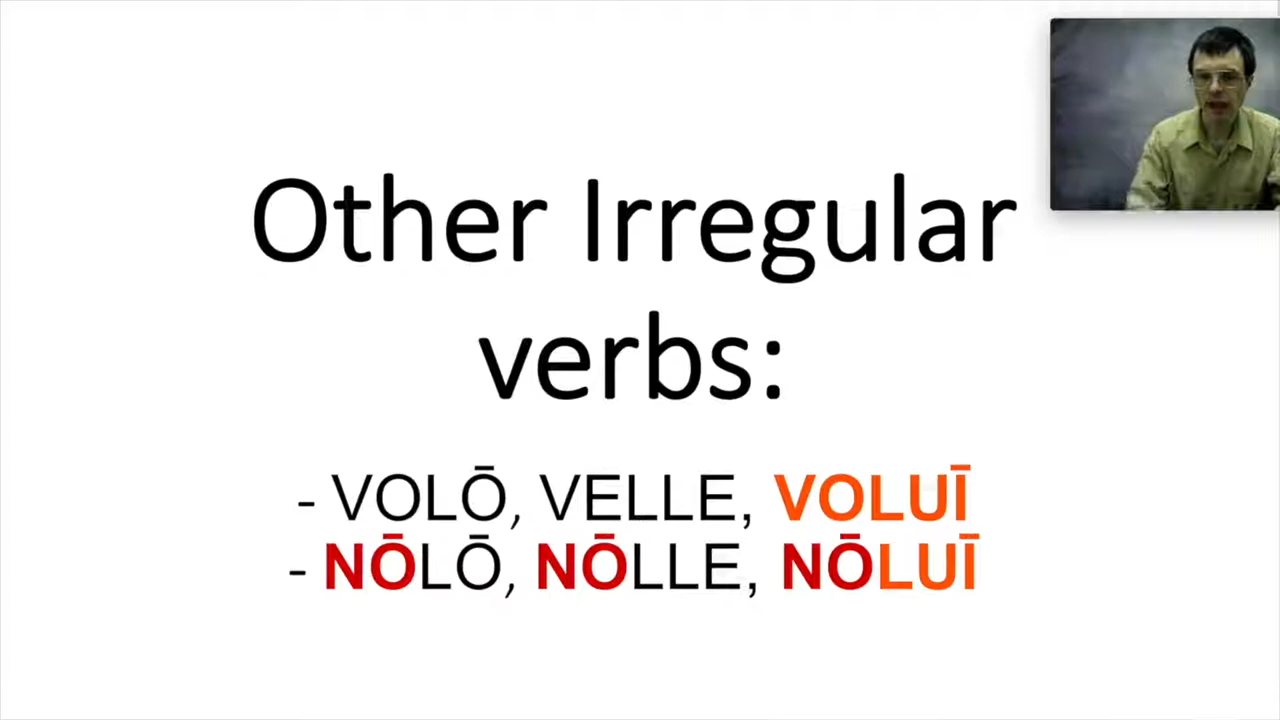 Other Irregular
verbs:
- VOLŌ, VELLE, VOLUĪ
- NŌLŌ, NŌLLE, NŌLUĪ